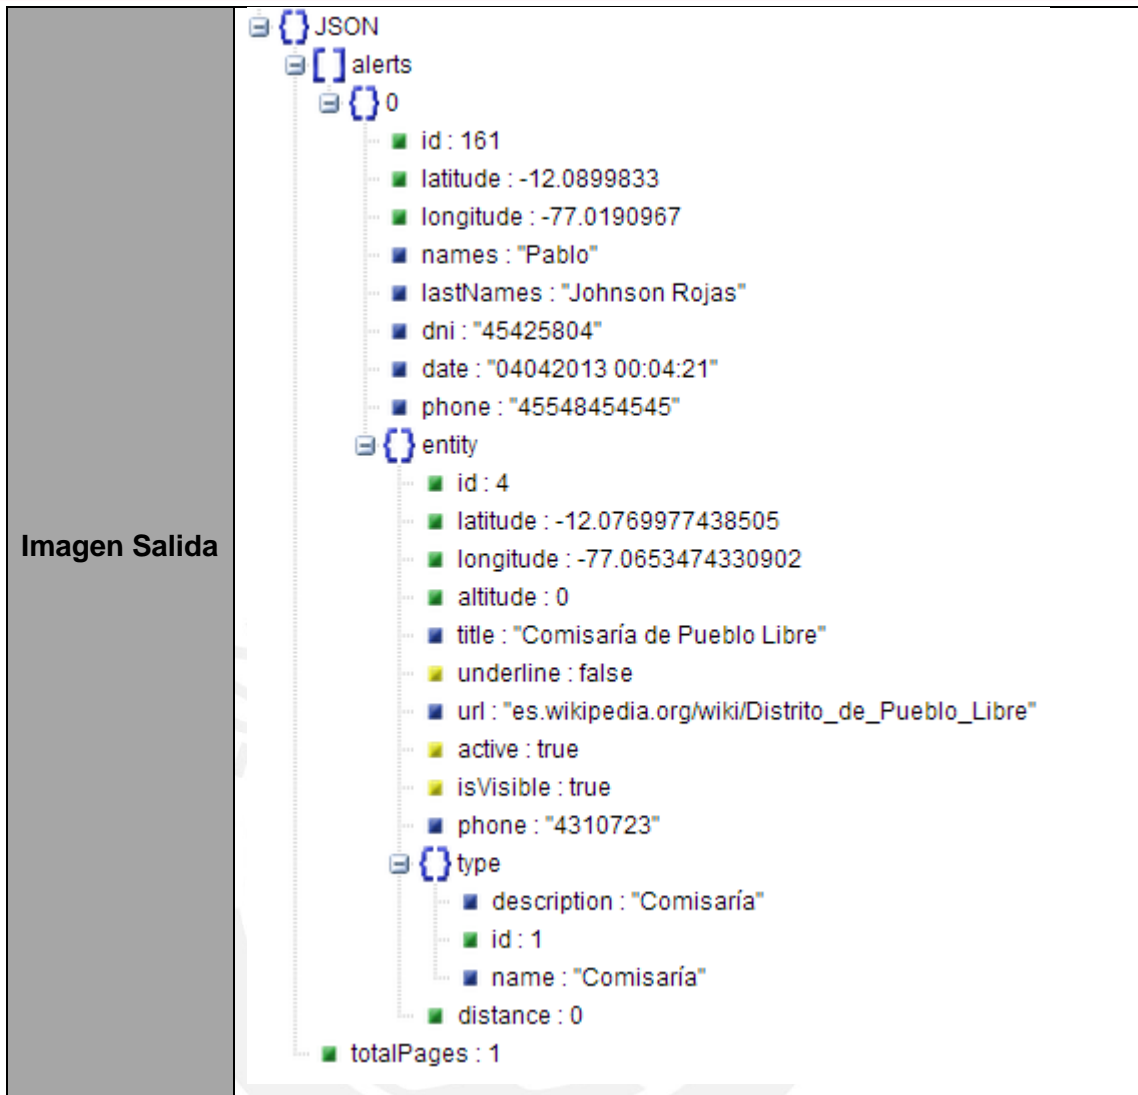 Imagen Salida
JSON
alerts
0
id : 161
latitude : -12.0899833
longitude : -77.0190967
names : "Pablo"
lastNames : "Johnson Rojas"
dni : "45425804"
date : "04042013 00:04:21"
phone : "45548454545"
entity
id : 4
latitude : -12.0769977438505
longitude : -77.0653474330902
altitude : 0
title : "Comisaría de Pueblo Libre"
underline : false
url : "es.wikipedia.org/wiki/Distrito_de_Pueblo_Libre"
active : true
isVisible : true
phone : "4310723"
type
description : "Comisaría"
id : 1
name : "Comisaría"
distance : 0
totalPages : 1